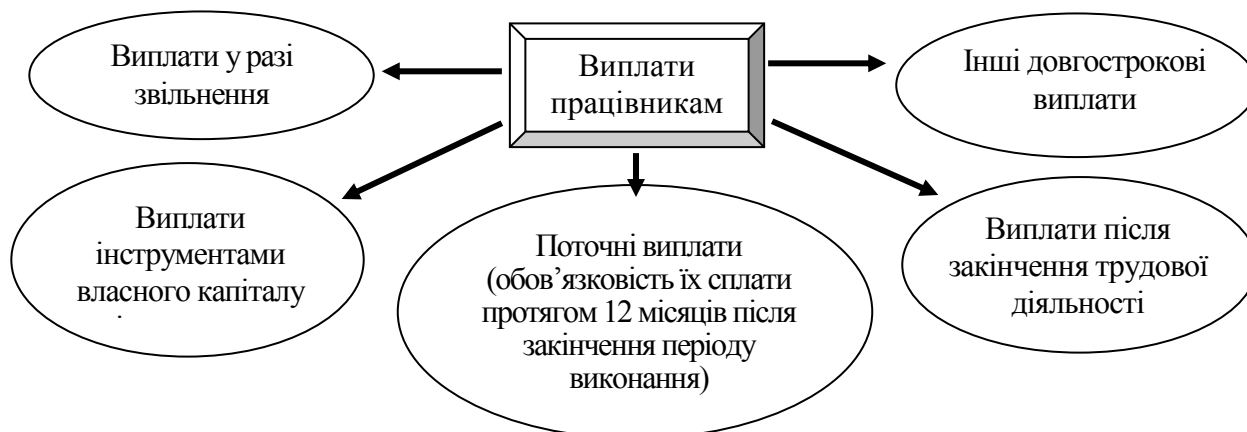 Виплати
працівникам
Виплати у разі
звільнення
Інші довгострокові
виплати
Виплати
інструментами
власного капіталу
Поточні виплати
(обов’язковість їх сплати
протягом 12 місяців після
закінчення періоду
виконання)
Виплати після
закінчення трудової
діяльності